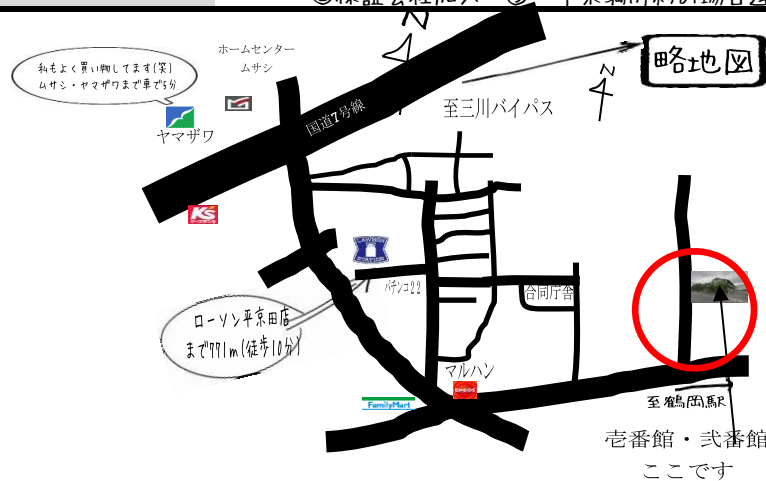 略地図
ホームセンター
ムサシ
私もよく買い物してます(笑)
ムサシ・ヤマザワまで車で5分
ヤマザワ
国道7号線
至三川バイパス
N
K's
LAWSON
STATION
パチンコ22
合同庁舎
ローソン平京田店
まで771m(徒歩10分)
マルハン
ENEOS
FamilyMart
至鶴岡駅
壱番館・弐番館
ここです